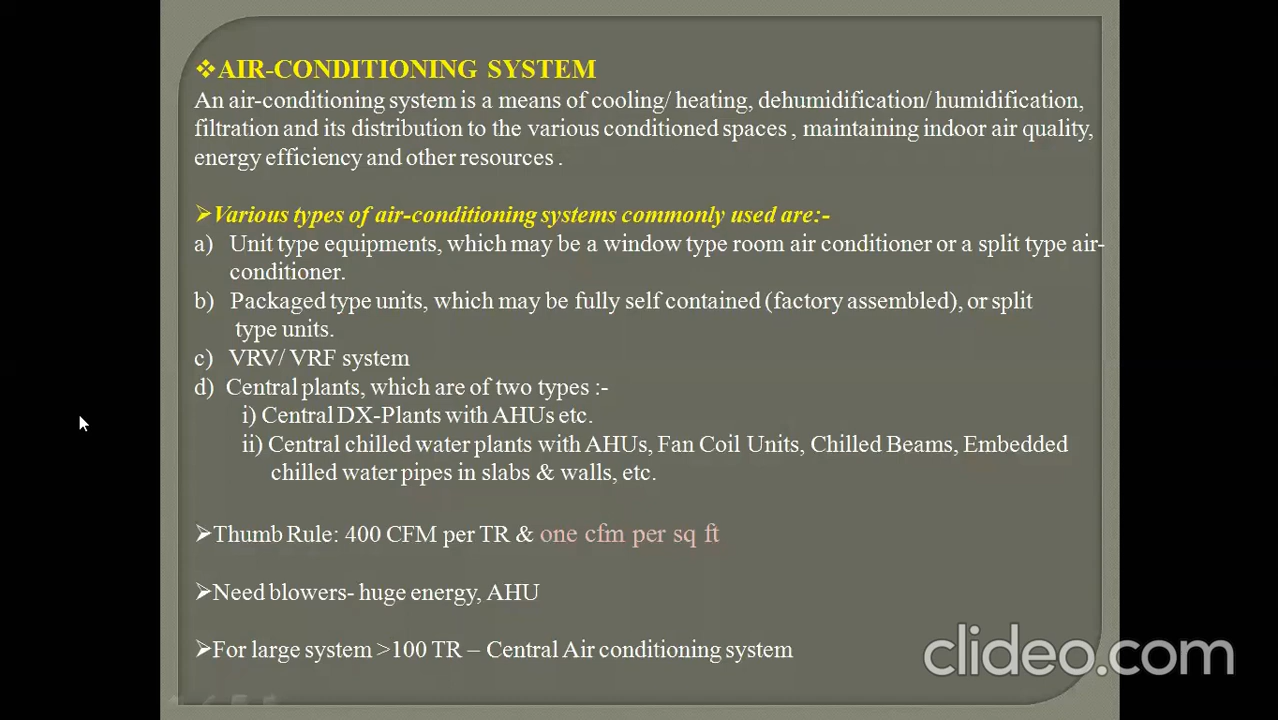 ❖AIR-CONDITIONING SYSTEM
An air-conditioning system is a means of cooling/ heating, dehumidification/ humidification,
filtration and its distribution to the various conditioned spaces , maintaining indoor air quality,
energy efficiency and other resources .
➢Various types of air-conditioning systems commonly used are:-
a) Unit type equipments, which may be a window type room air conditioner or a split type air-
conditioner.
b) Packaged type units, which may be fully self contained (factory assembled), or split
type units.
c) VRV/ VRF system
d) Central plants, which are of two types :-
i) Central DX-Plants with AHUs etc.
ii) Central chilled water plants with AHUs, Fan Coil Units, Chilled Beams, Embedded
chilled water pipes in slabs & walls, etc.
➢Thumb Rule: 400 CFM per TR & one cfm per sq ft
➢Need blowers- huge energy, AHU
➢For large system >100 TR – Central Air conditioning system
clideo.com